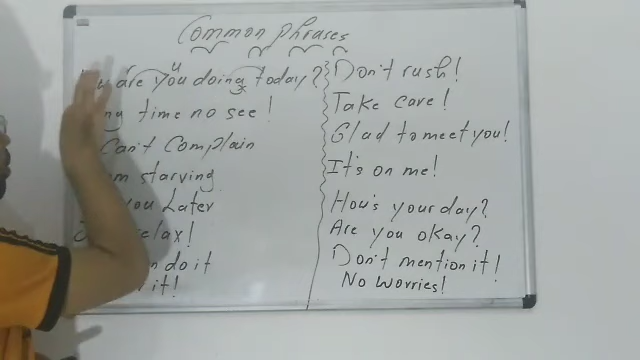 Common phrases
r u
are you doing today?
time no see!
Can't Complain
starving
you Later
relax!
do it
it!
Don't rush!
Take care!
Glad to meet you!
It's on me!
How's your day?
Are you okay?
Don't mention it!
No worries!